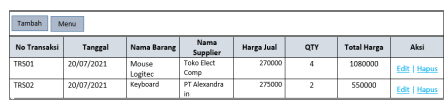 Tambah Menu
No Transaksi Tanggal Nama Barang Nama Supplier Harga Jual QTY Total Harga Aksi
TRS01 20/07/2021 Mouse Logitec Toko Elect Comp 270000 4 1080000 Edit | Hapus
TRS02 20/07/2021 Keyboard PT Alexandra in 275000 2 550000 Edit | Hapus